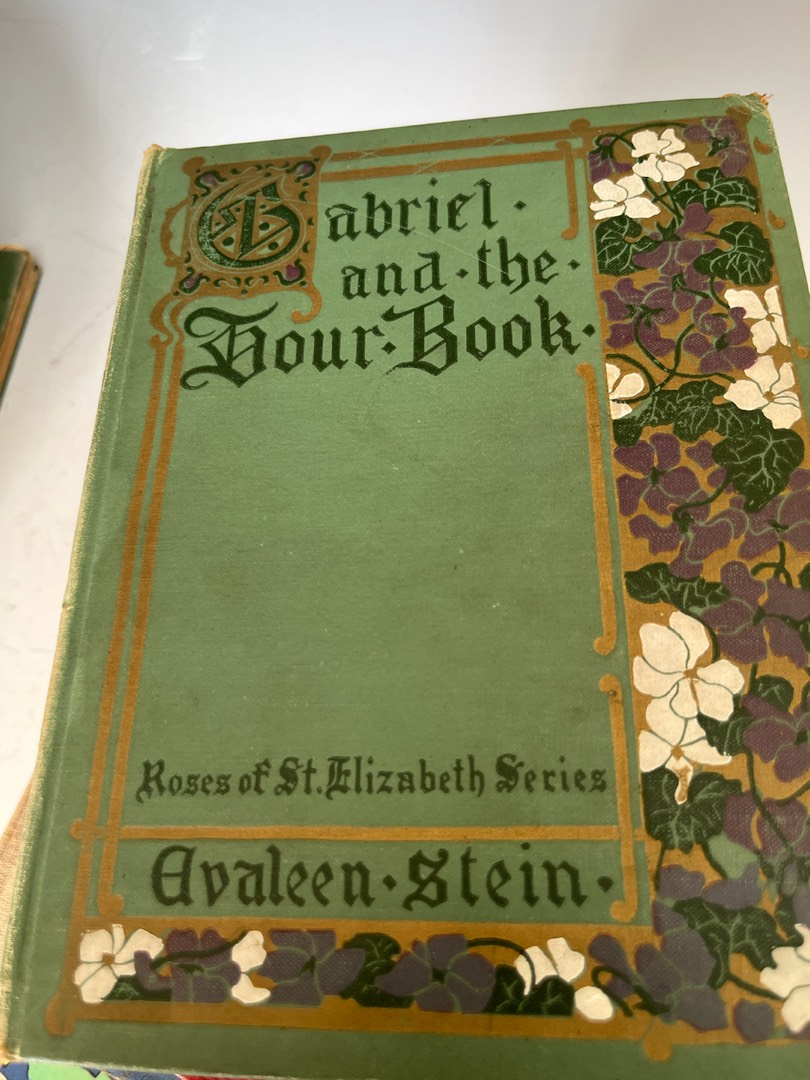 Gabriel ·
and · the ·
Hour · Book ·
Roses of St. Elizabeth Series
Evaleen · Stein ·